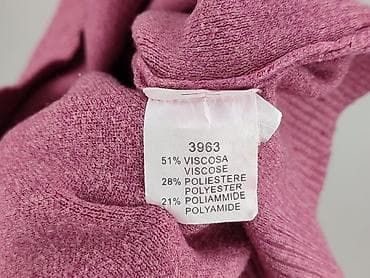 3963
51% VISCOSA
VISCOSE
28% POLIESTERE
POLYESTER
21% POLIAMMIDE
POLYAMIDE